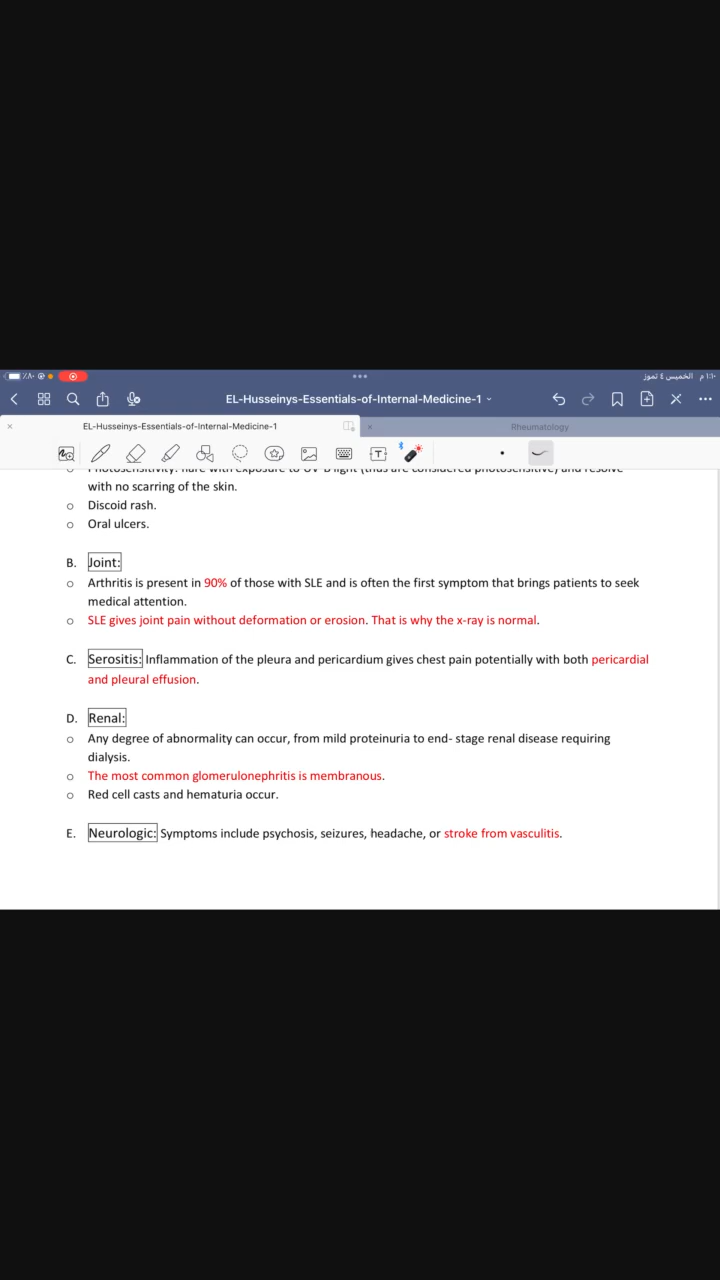 ٪٨٠
الخميس ٤ تموز
EL-Husseinys-Essentials-of-Internal-Medicine-1
EL-Husseinys-Essentials-of-Internal-Medicine-1
Rheumatology
with no scarring of the skin.
o Discoid rash.
o Oral ulcers.
B. Joint:
o Arthritis is present in 90% of those with SLE and is often the first symptom that brings patients to seek
medical attention.
o SLE gives joint pain without deformation or erosion. That is why the x-ray is normal.
C. Serositis: Inflammation of the pleura and pericardium gives chest pain potentially with both pericardial
and pleural effusion.
D. Renal:
o Any degree of abnormality can occur, from mild proteinuria to end- stage renal disease requiring
dialysis.
o The most common glomerulonephritis is membranous.
o Red cell casts and hematuria occur.
E. Neurologic: Symptoms include psychosis, seizures, headache, or stroke from vasculitis.